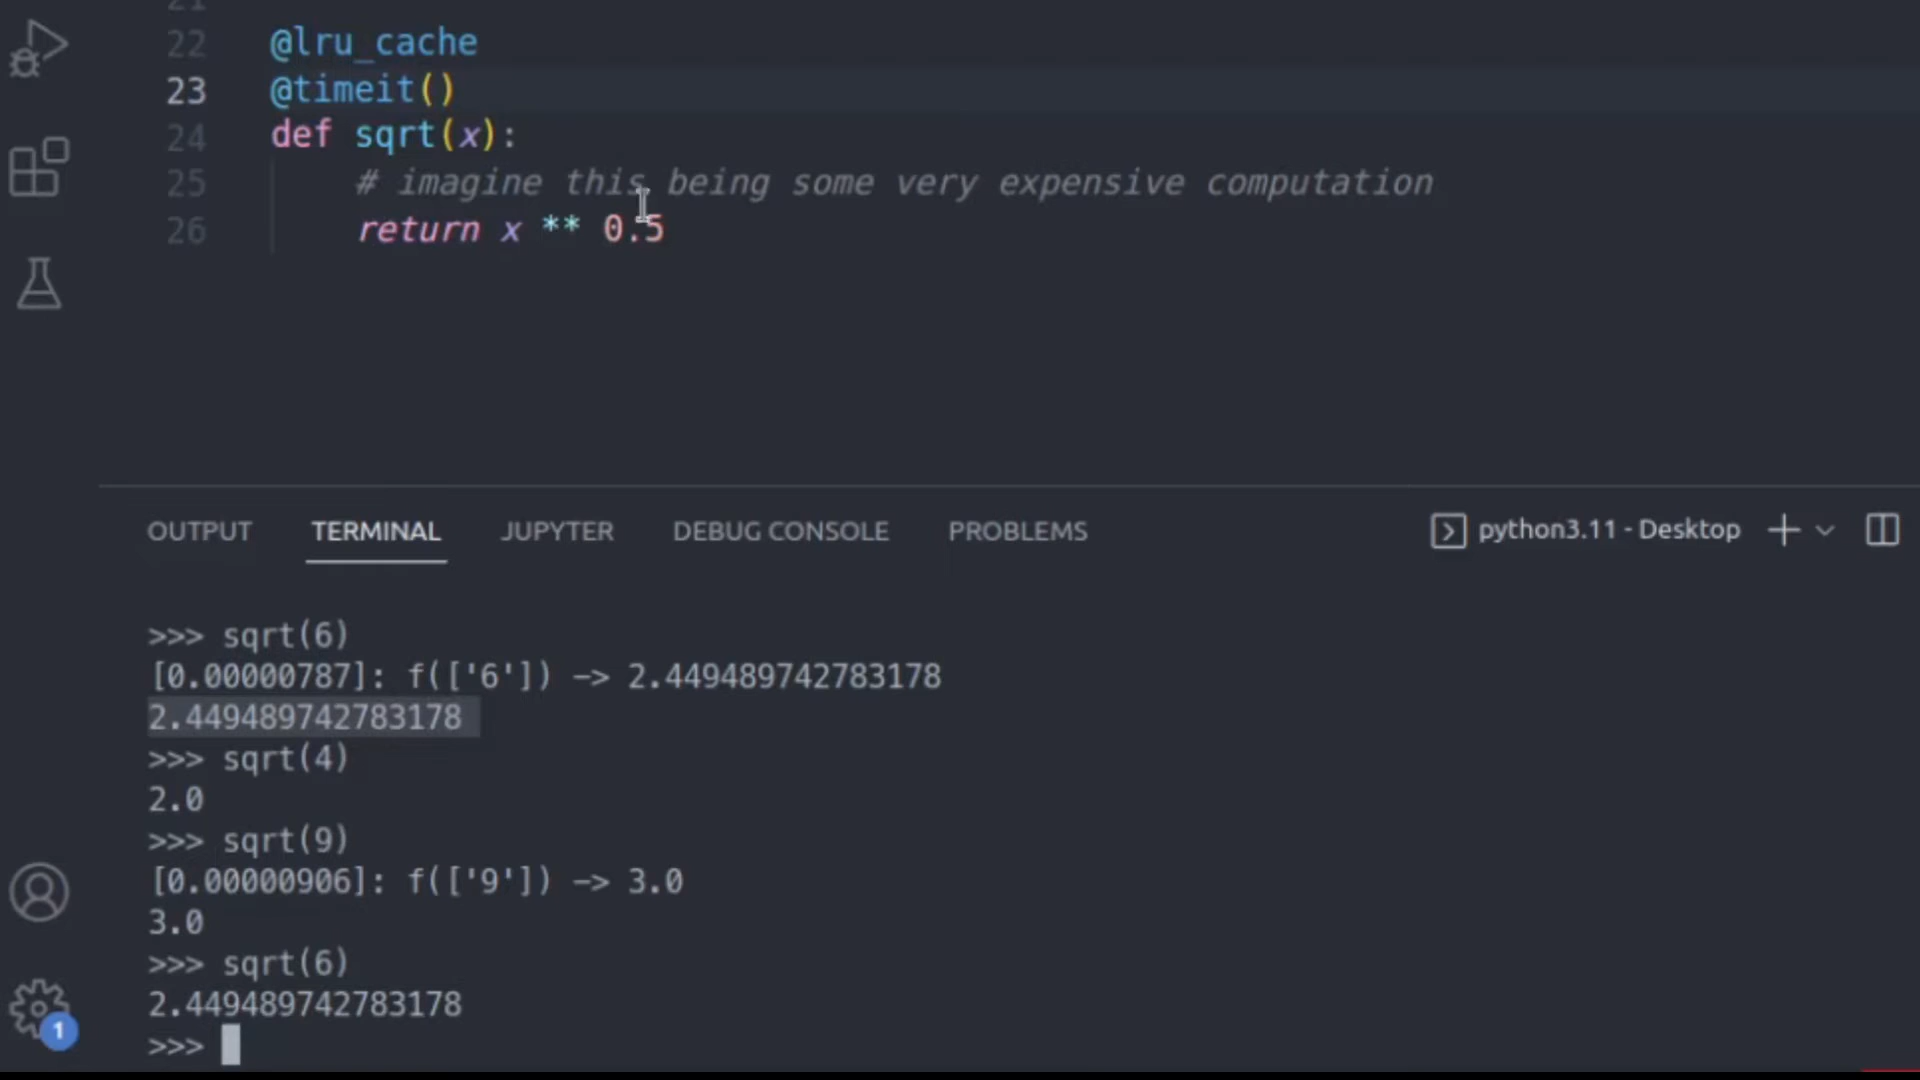 21
22 @lru_cache
23 @timeit()
24 def sqrt(x):
25 # imagine this being some very expensive computation
26 return x ** 0.5
OUTPUT TERMINAL JUPYTER DEBUG CONSOLE PROBLEMS python3.11 - Desktop
>>> sqrt(6)
[0.00000787]: f(['6']) -> 2.449489742783178
2.449489742783178
>>> sqrt(4)
2.0
>>> sqrt(9)
[0.00000906]: f(['9']) -> 3.0
3.0
>>> sqrt(6)
2.449489742783178
>>>
1